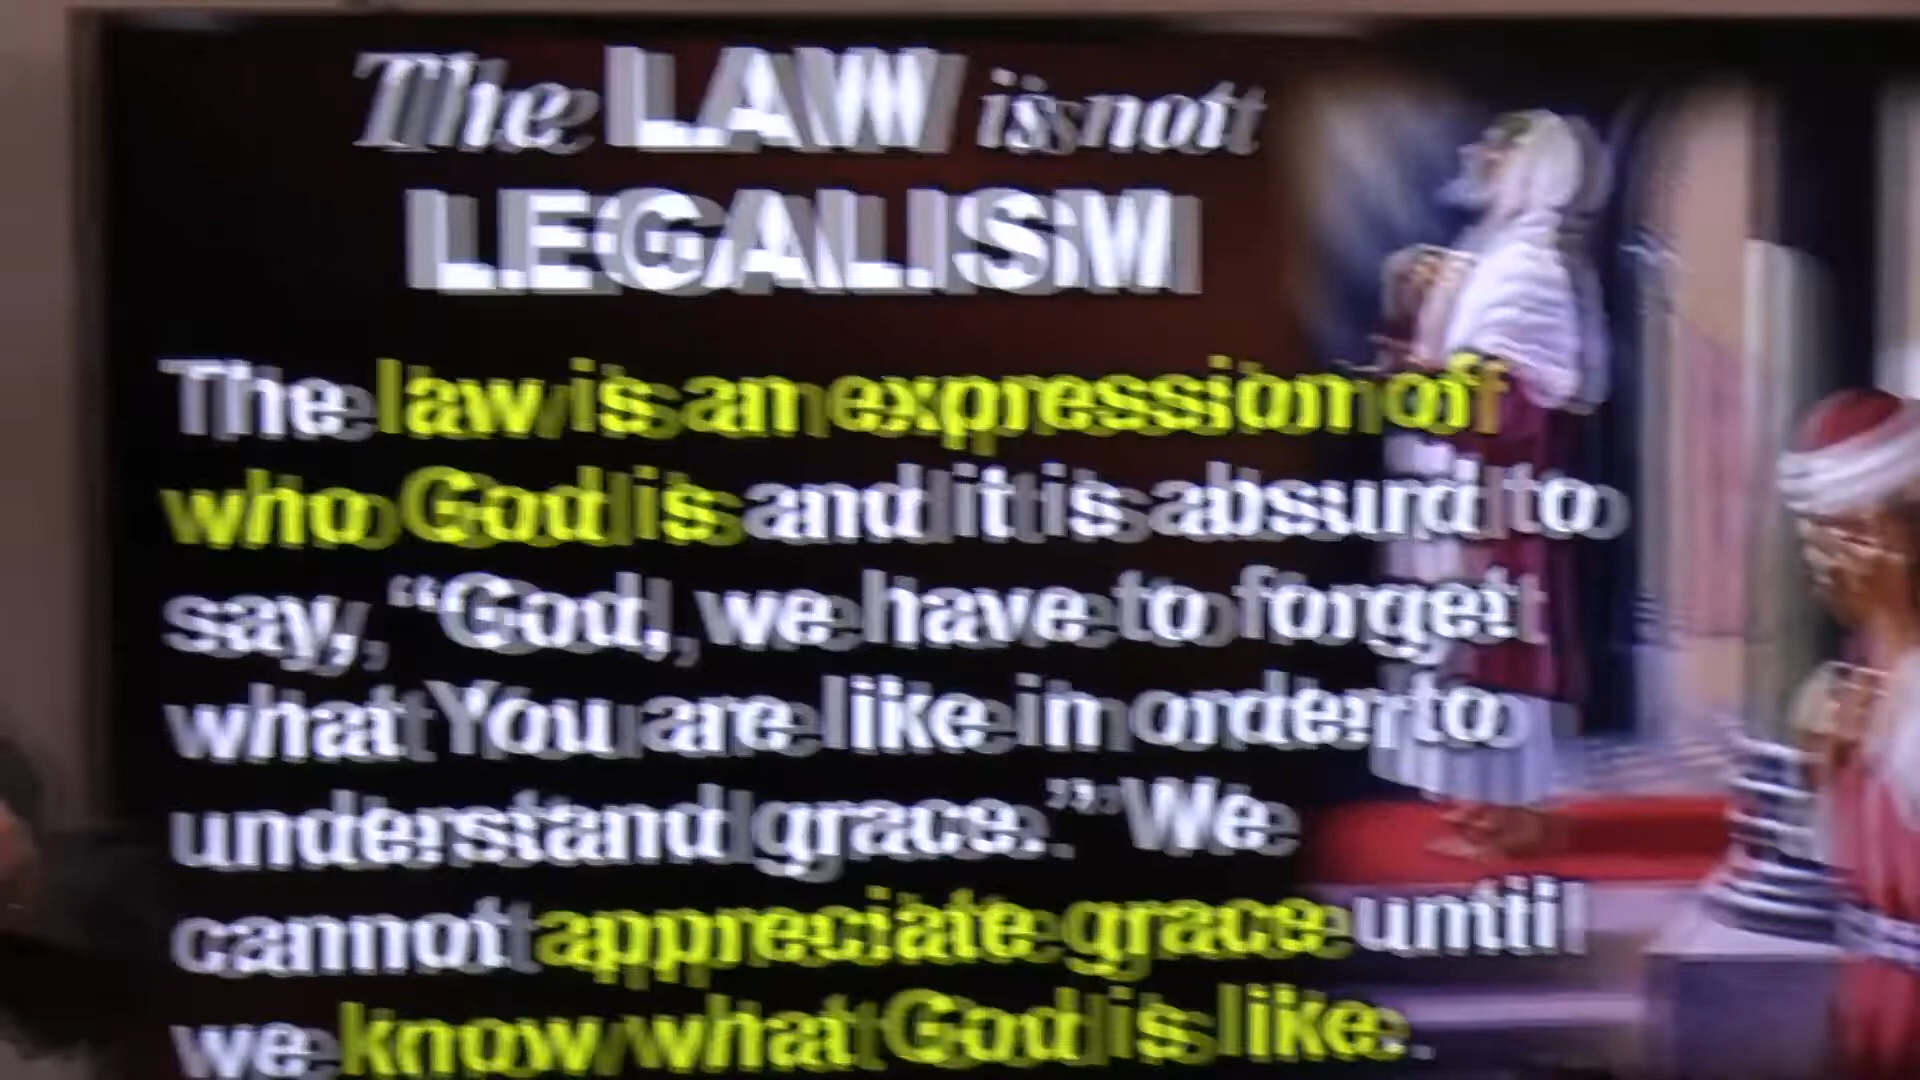 The LAW is not
LEGALISM
The law is an expression of
who God is and it is absurd to
say, “God, we have to forget
what You are like in order to
understand grace.” We
cannot appreciate grace until
we know what God is like.